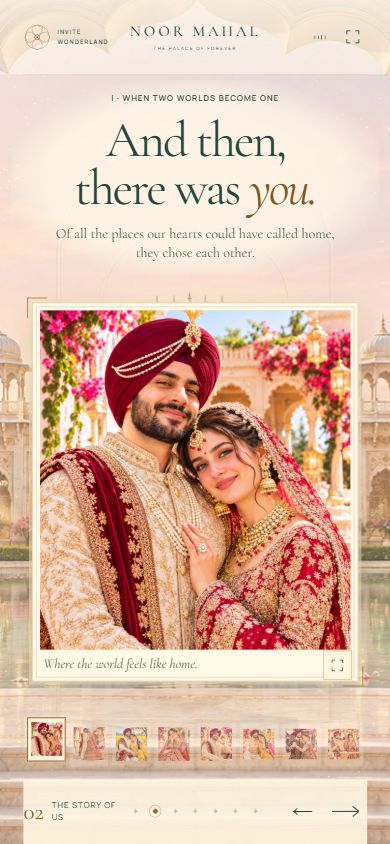 INVITE
WONDERLAND
NOOR MAHAL
THE PALACE OF FOREVER
I · WHEN TWO WORLDS BECOME ONE
And then,
there was you.
Of all the places our hearts could have called home,
they chose each other.
Where the world feels like home.
02
THE STORY OF
US